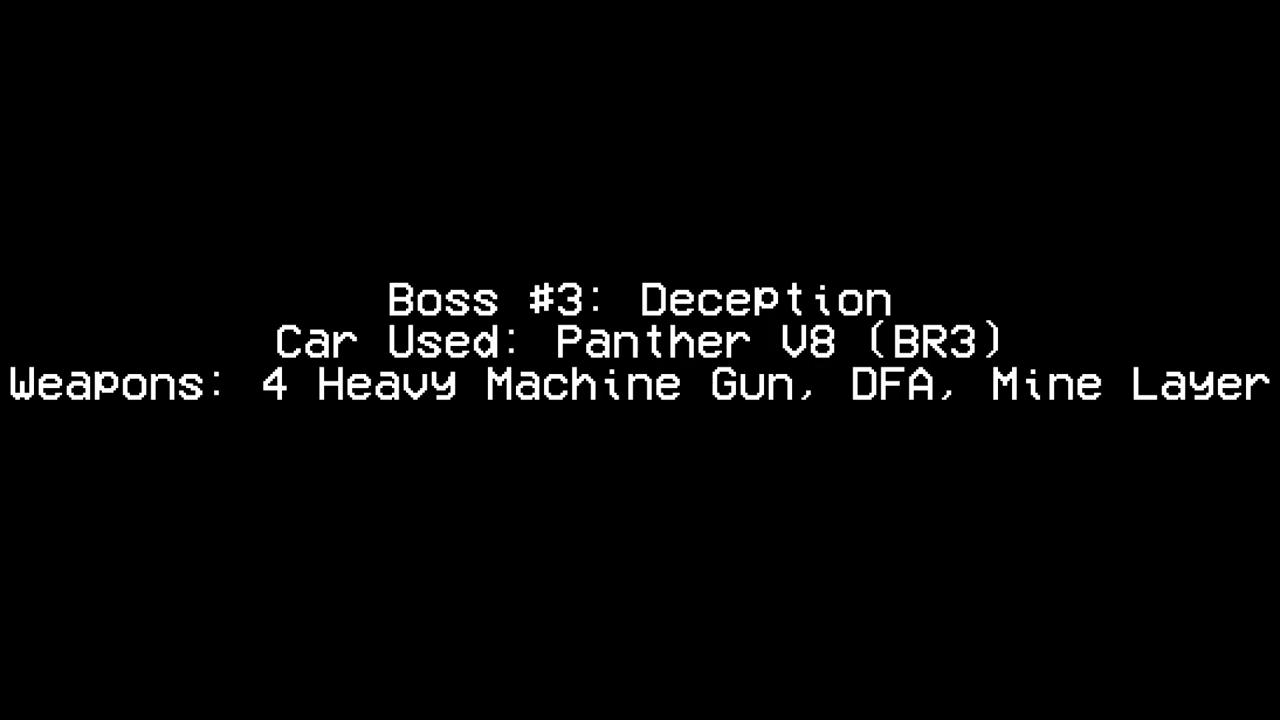 Boss #3: Deception
Car Used: Panther V8 (BR3)
Weapons: 4 Heavy Machine Gun, DFA, Mine Layer